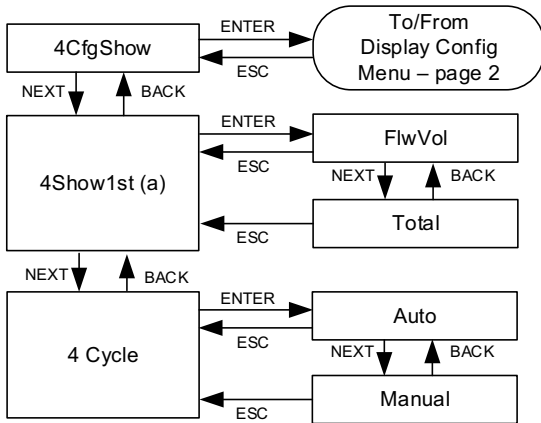 4CfgShow
ENTER
ESC
To/From
Display Config
Menu – page 2
NEXT
BACK
4Show1st (a)
ENTER
ESC
FlwVol
NEXT
BACK
ESC
Total
NEXT
BACK
4 Cycle
ENTER
ESC
Auto
NEXT
BACK
ESC
Manual